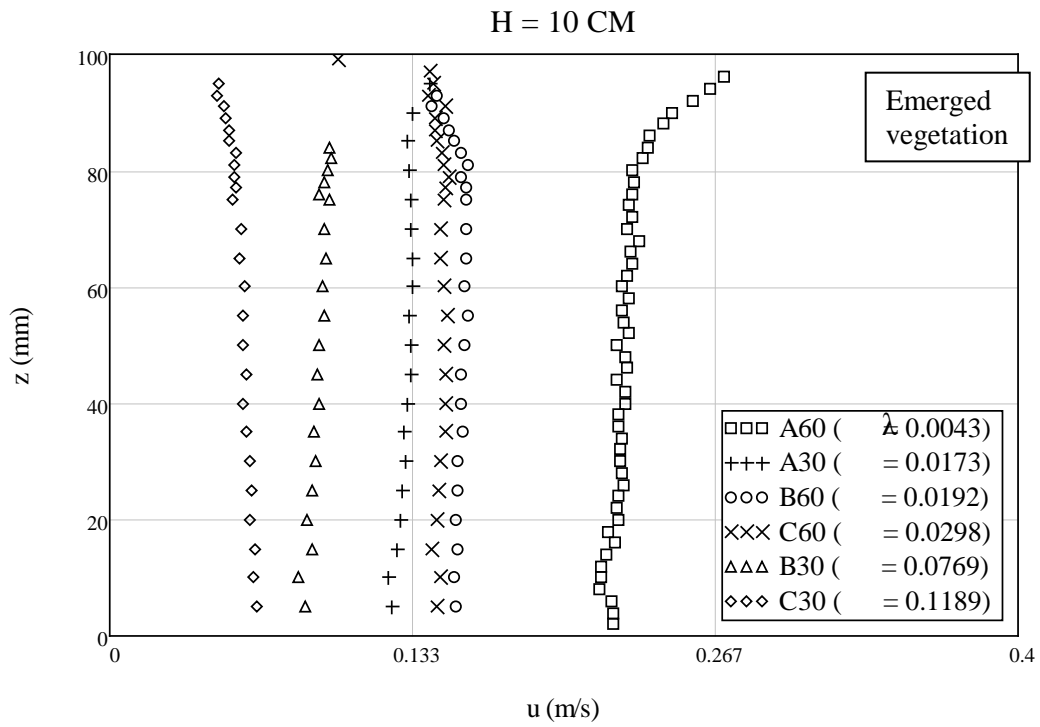 H = 10 CM
100
80
60
40
20
0
z (mm)
0
0.133
0.267
0.4
u (m/s)
Emerged
vegetation
A60 ( λ = 0.0043)
A30 ( = 0.0173)
B60 ( = 0.0192)
C60 ( = 0.0298)
B30 ( = 0.0769)
C30 ( = 0.1189)